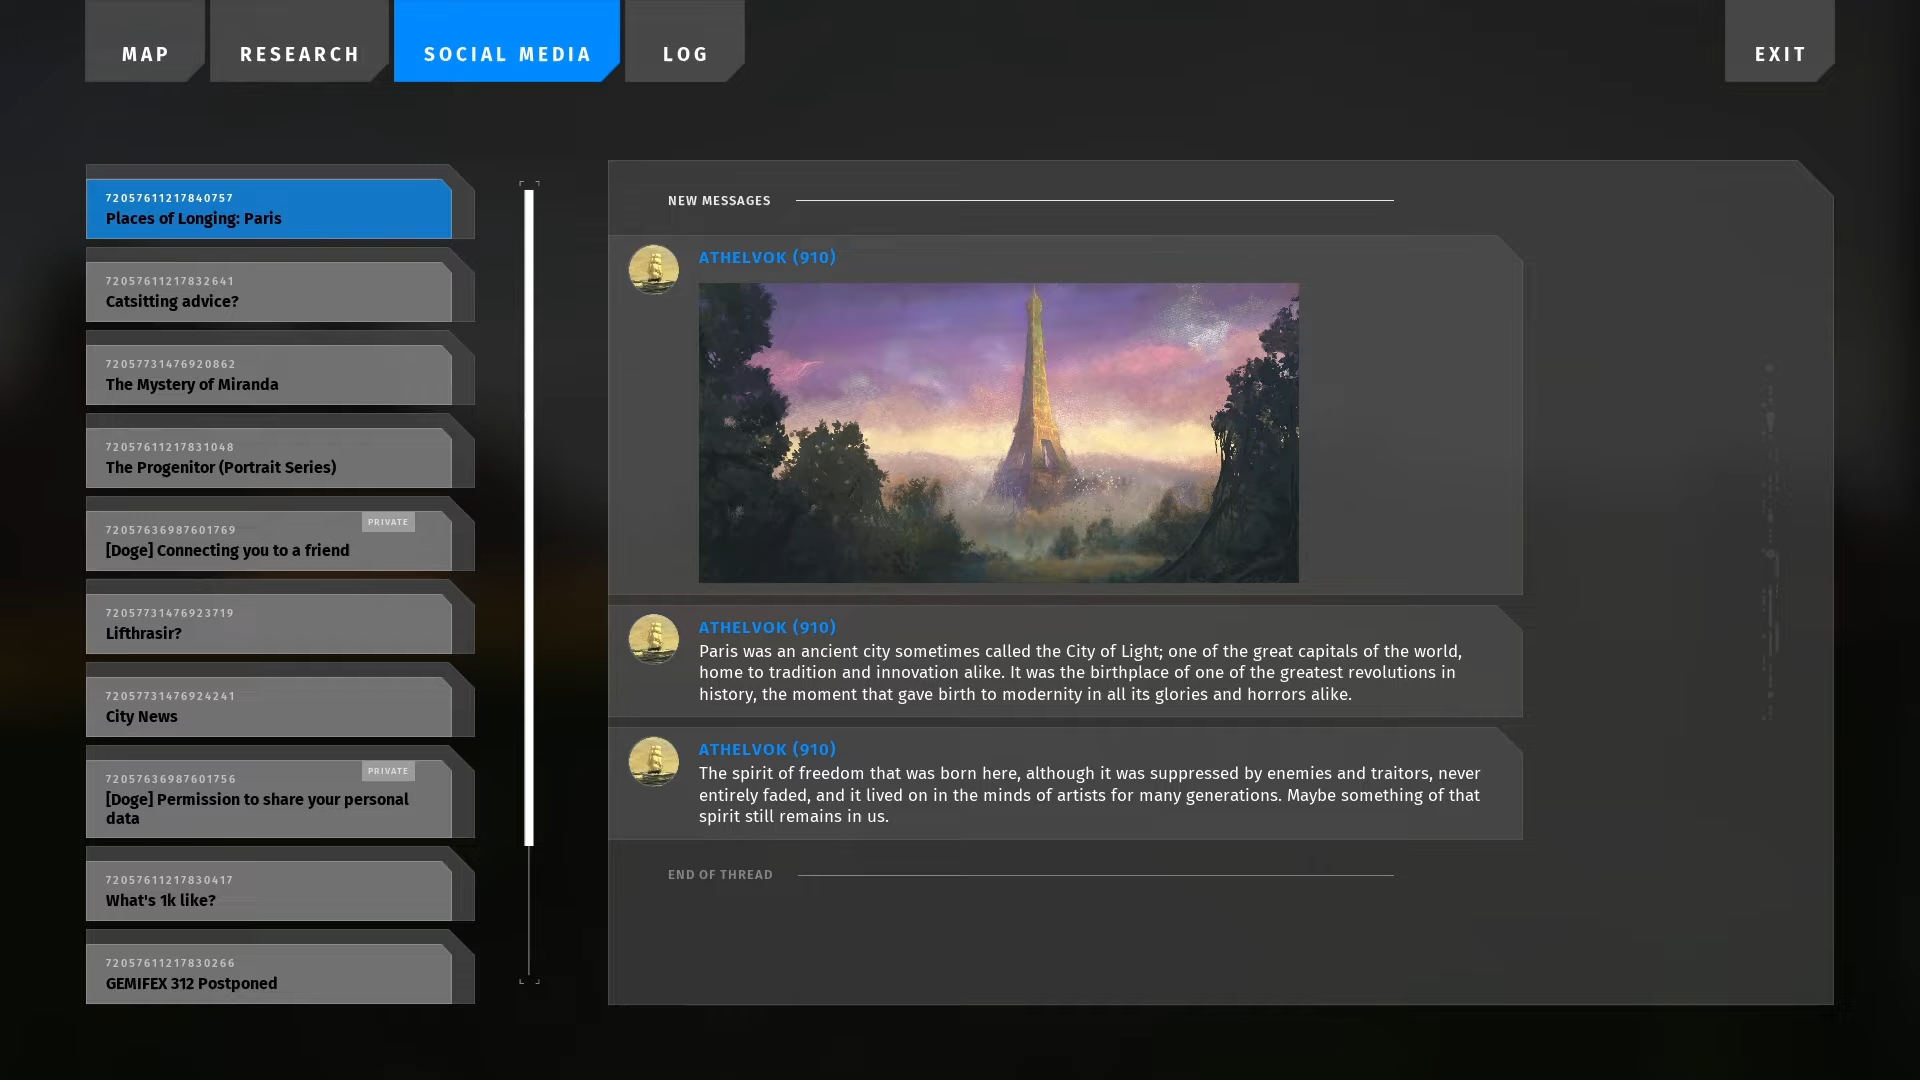 MAP
RESEARCH
SOCIAL MEDIA
LOG
EXIT
72057611217840757
Places of Longing: Paris
72057611217832641
Catsitting advice?
72057731476920862
The Mystery of Miranda
72057611217831048
The Progenitor (Portrait Series)
72057636987601769
PRIVATE
[Doge] Connecting you to a friend
72057731476923719
Lifthrasir?
72057731476924241
City News
72057636987601756
PRIVATE
[Doge] Permission to share your personal
data
72057611217830417
What's 1k like?
72057611217830266
GEMIFEX 312 Postponed
NEW MESSAGES
ATHELVOK (910)
ATHELVOK (910)
Paris was an ancient city sometimes called the City of Light; one of the great capitals of the world,
home to tradition and innovation alike. It was the birthplace of one of the greatest revolutions in
history, the moment that gave birth to modernity in all its glories and horrors alike.
ATHELVOK (910)
The spirit of freedom that was born here, although it was suppressed by enemies and traitors, never
entirely faded, and it lived on in the minds of artists for many generations. Maybe something of that
spirit still remains in us.
END OF THREAD